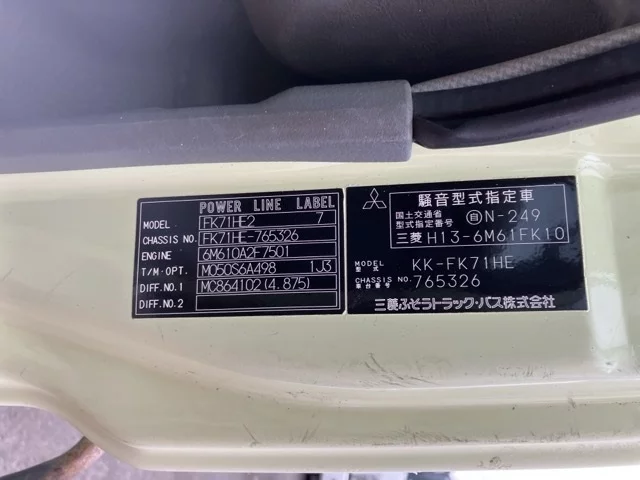 POWER LINE LABEL
MODEL FK71HE2 7
CHASSIS NO. FK71HE-765326
ENGINE 6M610A2F7501
T/M・OPT. M050S6A498 1J3
DIFF.NO.1 MC864102(4.875)
DIFF.NO.2
騒音型式指定車
国土交通省
型式指定番号 自N-249
三菱 H13-6M61FK10
MODEL
型式 KK-FK71HE
CHASSIS NO.
車台番号 765326
三菱ふそうトラック・バス株式会社